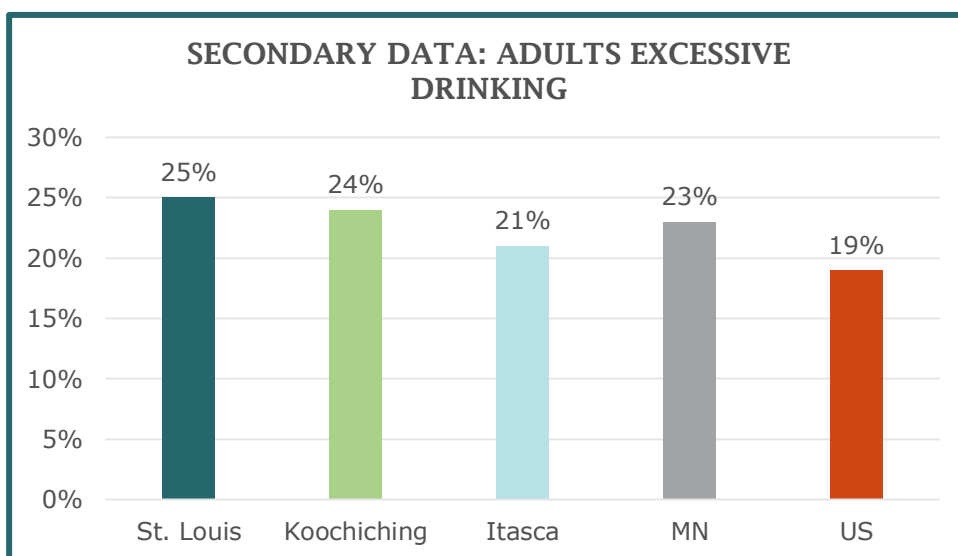 SECONDARY DATA: ADULTS EXCESSIVE
DRINKING
30%
25%
20%
15%
10%
5%
0%
25%
24%
21%
23%
19%
St. Louis
Koochiching
Itasca
MN
US